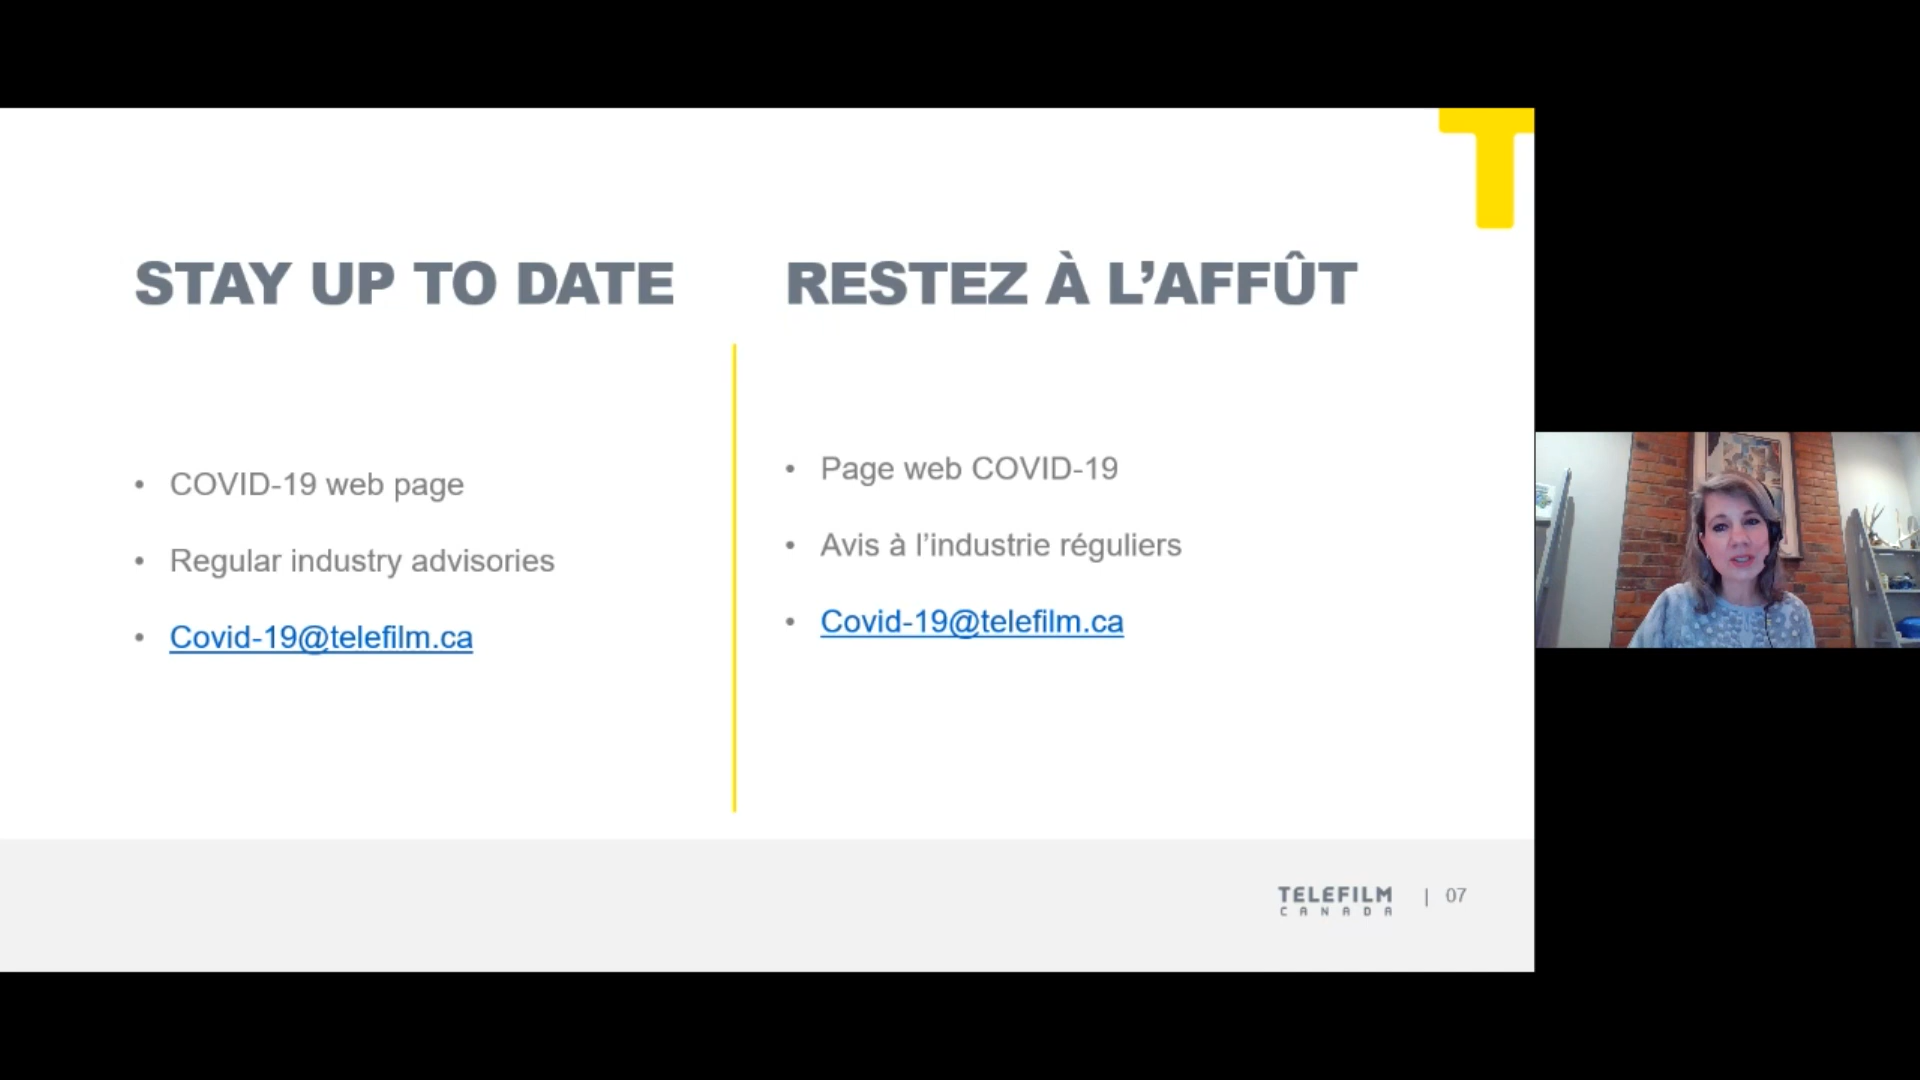 STAY UP TO DATE
• COVID-19 web page
• Regular industry advisories
• Covid-19@telefilm.ca
RESTEZ À L’AFFÛT
• Page web COVID-19
• Avis à l’industrie réguliers
• Covid-19@telefilm.ca
T
TELEFILM
CANADA
| 07